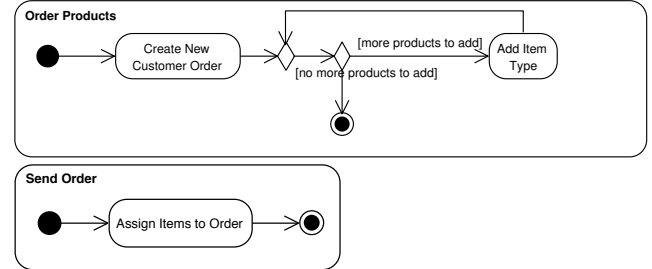 Order Products
[more products to add]
Create New
Customer Order
Add Item
Type
[no more products to add]
Send Order
Assign Items to Order